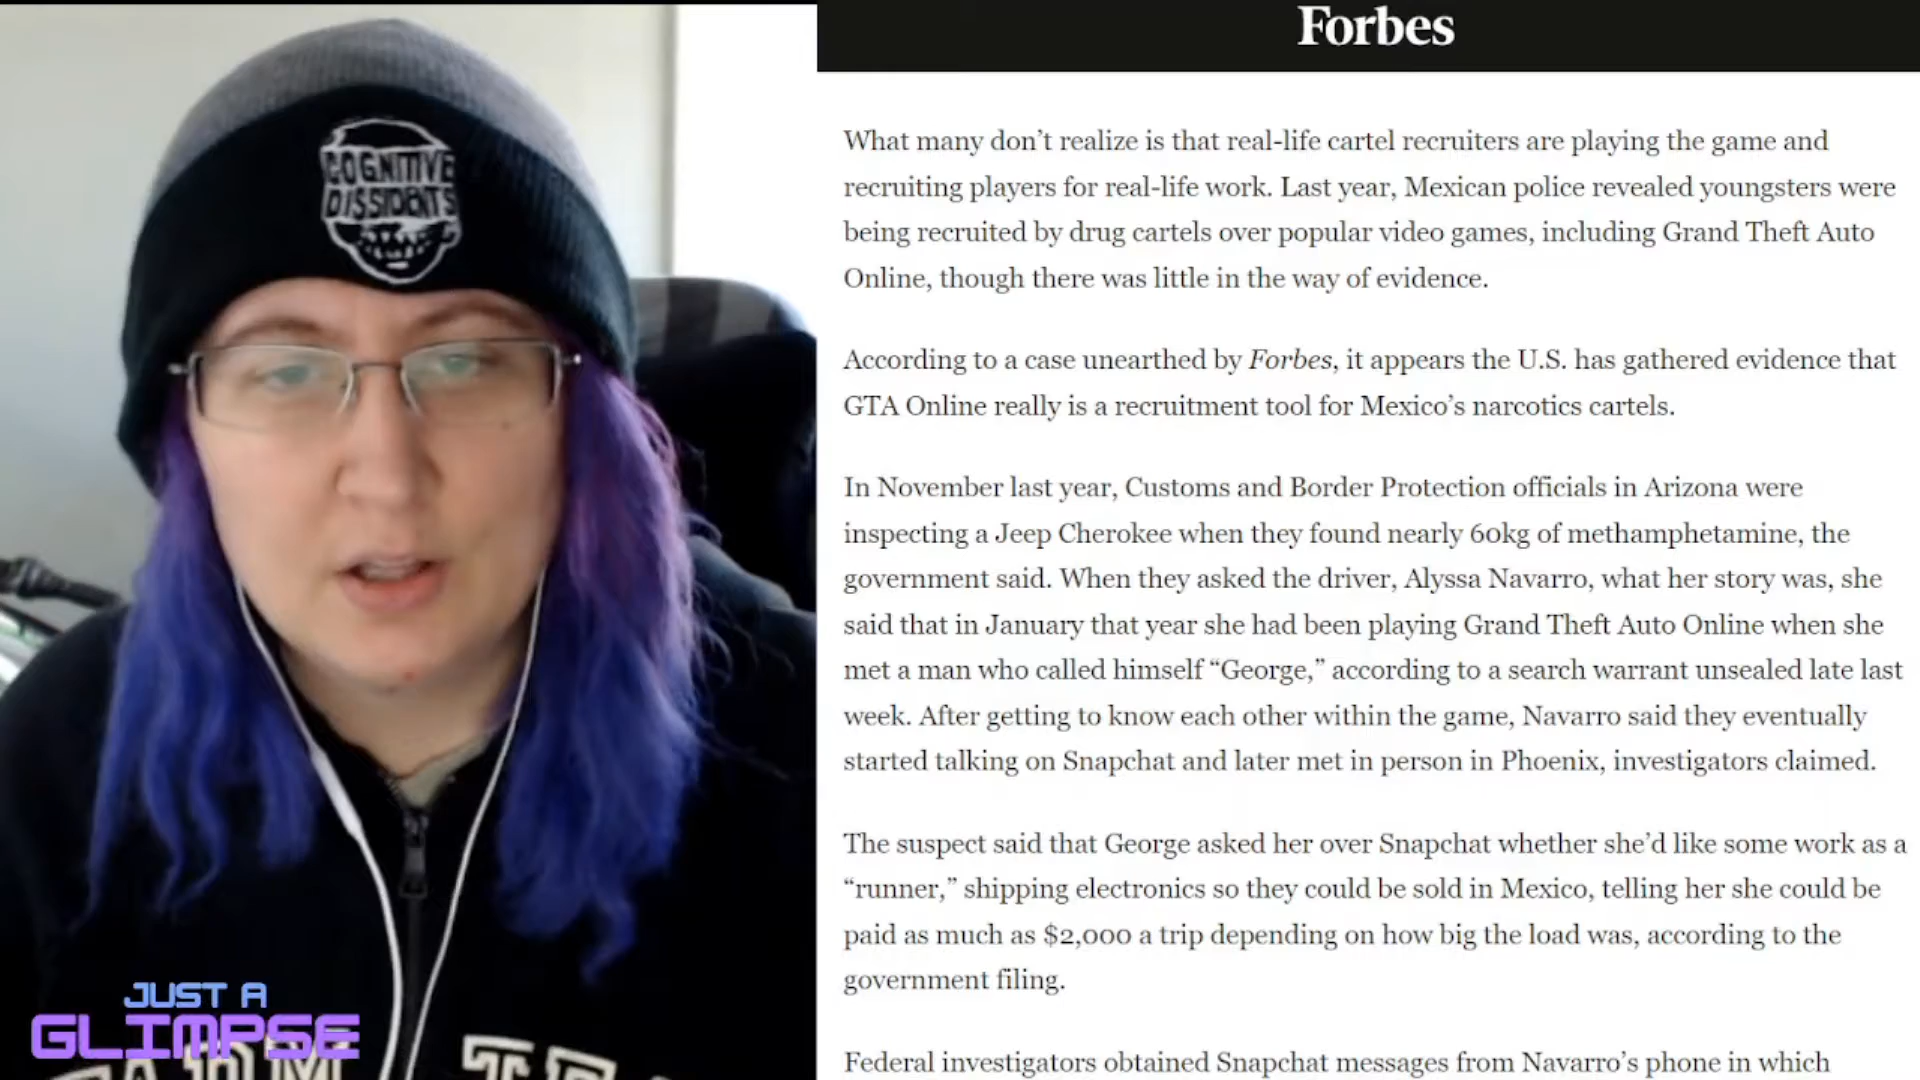 Forbes
COGNITIVE
DISSIDENTS
What many don’t realize is that real-life cartel recruiters are playing the game and
recruiting players for real-life work. Last year, Mexican police revealed youngsters were
being recruited by drug cartels over popular video games, including Grand Theft Auto
Online, though there was little in the way of evidence.
According to a case unearthed by Forbes, it appears the U.S. has gathered evidence that
GTA Online really is a recruitment tool for Mexico’s narcotics cartels.
In November last year, Customs and Border Protection officials in Arizona were
inspecting a Jeep Cherokee when they found nearly 60kg of methamphetamine, the
government said. When they asked the driver, Alyssa Navarro, what her story was, she
said that in January that year she had been playing Grand Theft Auto Online when she
met a man who called himself “George,” according to a search warrant unsealed late last
week. After getting to know each other within the game, Navarro said they eventually
started talking on Snapchat and later met in person in Phoenix, investigators claimed.
The suspect said that George asked her over Snapchat whether she’d like some work as a
“runner,” shipping electronics so they could be sold in Mexico, telling her she could be
paid as much as $2,000 a trip depending on how big the load was, according to the
government filing.
Federal investigators obtained Snapchat messages from Navarro’s phone in which
JUST A
GLIMPSE